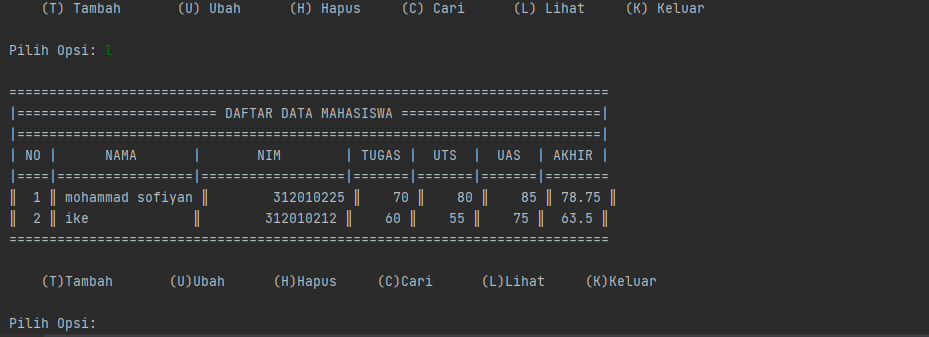 (T) Tambah       (U) Ubah      (H) Hapus     (C) Cari      (L) Lihat     (K) Keluar
Pilih Opsi: l
==========================================================================
|========================= DAFTAR DATA MAHASISWA =========================|
|=========================================================================|
| NO |      NAMA       |       NIM        | TUGAS |  UTS  |  UAS  | AKHIR |
|====|=================|==================|=======|=======|=======|========
║  1 ║ mohammad sofiyan ║        312010225 ║    70 ║    80 ║    85 ║ 78.75 ║
║  2 ║ ike             ║        312010212 ║    60 ║    55 ║    75 ║  63.5 ║
==========================================================================
(T)Tambah       (U)Ubah      (H)Hapus     (C)Cari      (L)Lihat     (K)Keluar
Pilih Opsi: